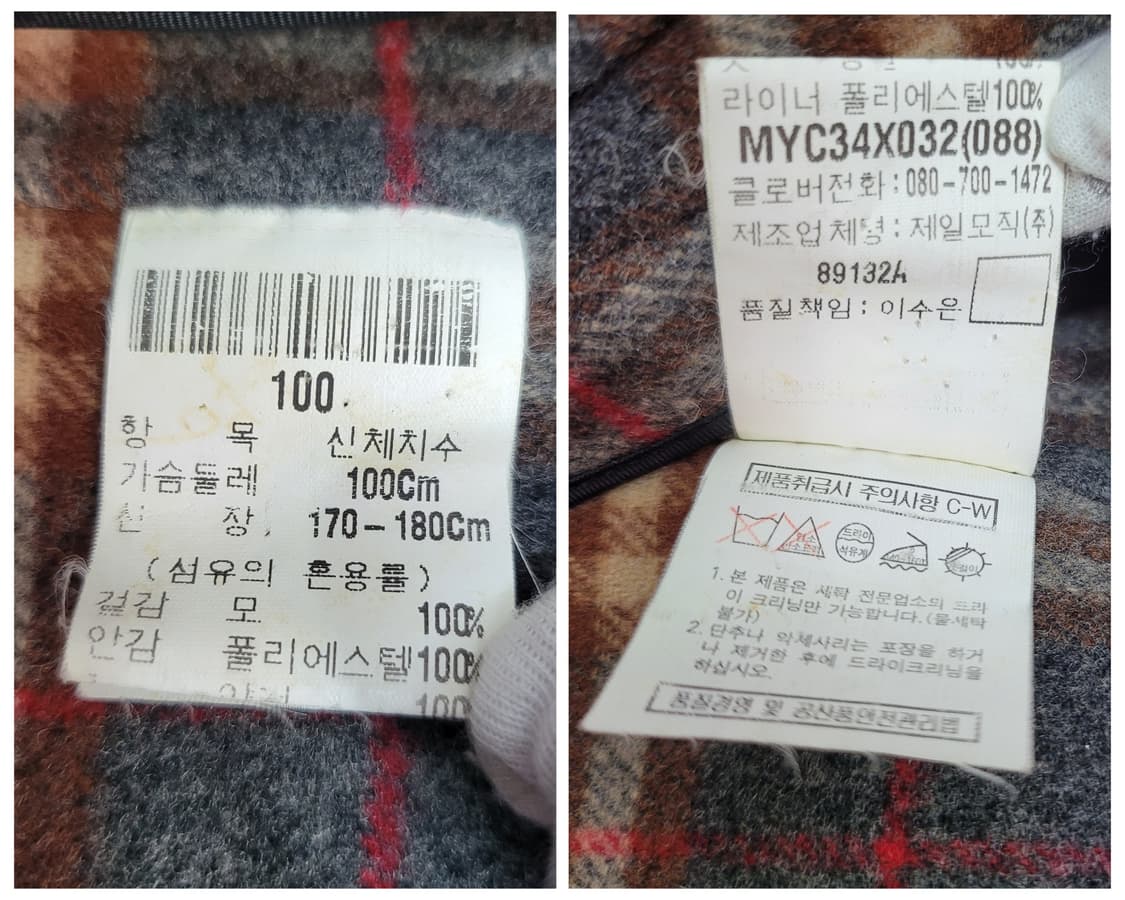 100
항 목 신체치수
가슴둘레 100Cm
신 장 170-180Cm
(섬유의 혼용률)
겉감 모 100%
안감 폴리에스텔100%
100
라이너 폴리에스텔100%
MYC34X032(088)
클로버전화:080-700-1472
제조업체명:제일모직(주)
89132A
품질책임:이수은
제품취급시 주의사항 C-W
드라이
석유계
1. 본 제품은 세탁 전문업소의 드라
이 크리닝만 가능합니다.(물세탁
불가)
2. 단추나 악세사리는 포장을 하거
나 제거한 후에 드라이크리닝을
하십시오.
품질경영 및 공산품안전관리법